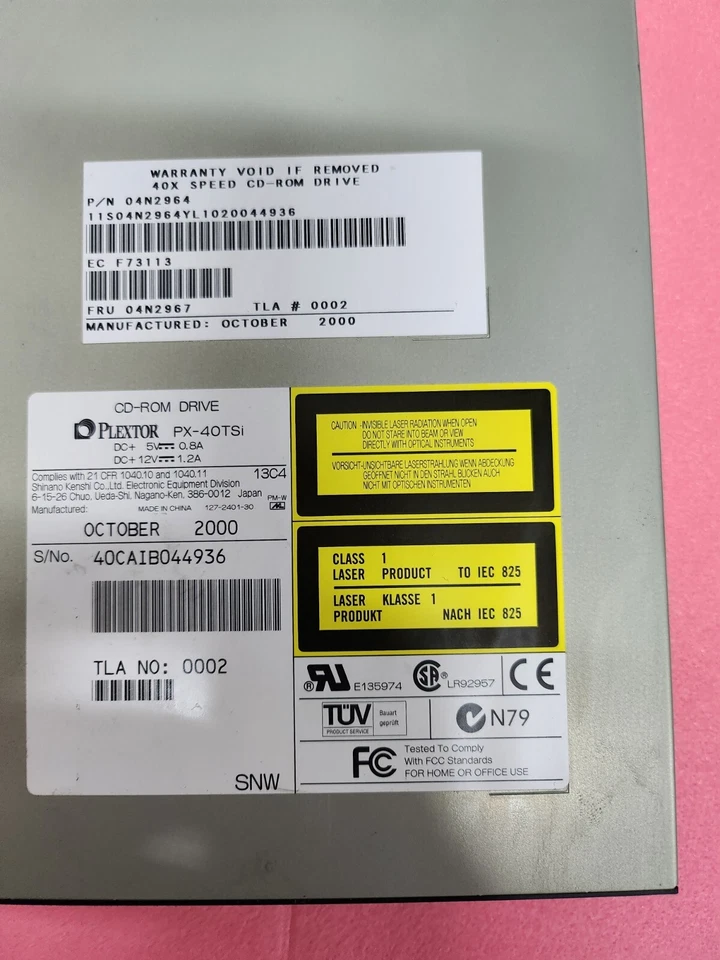 WARRANTY VOID IF REMOVED
40X SPEED CD-ROM DRIVE
P/N 04N2964
11S04N2964YL1020044936
EC F73113
FRU 04N2967 TLA # 0002
MANUFACTURED: OCTOBER 2000
CD-ROM DRIVE
PLEXTOR PX-40TSi
DC+ 5V 0.8A
DC+ 12V 1.2A
Complies with 21 CFR 1040.10 and 1040.11 13C4
Shinano Kenshi Co.,Ltd. Electronic Equipment Division
6-15-26 Chuo, Ueda-Shi, Nagano-Ken, 386-0012 Japan PM-W
Manufactured: MADE IN CHINA 127-2401-30
OCTOBER 2000
S/No. 40CAIB044936
TLA NO: 0002
SNW
CAUTION -INVISIBLE LASER RADIATION WHEN OPEN
DO NOT STARE INTO BEAM OR VIEW
DIRECTLY WITH OPTICAL INSTRUMENTS
VORSICHT-UNSICHTBARE LASERSTRAHLUNG WENN ABDECKUNG
GEOFFNET NICHT IN DEN STRAHL BLICKEN AUCH
NICHT MIT OPTISCHEN INSTRUMENTEN
CLASS 1
LASER PRODUCT TO IEC 825
LASER KLASSE 1
PRODUKT NACH IEC 825
® RU E135974 SA ® LR92957 CE
TÜV Bauart
geprüft
PRODUCT SERVICE
N79
FC Tested To Comply
With FCC Standards
FOR HOME OR OFFICE USE